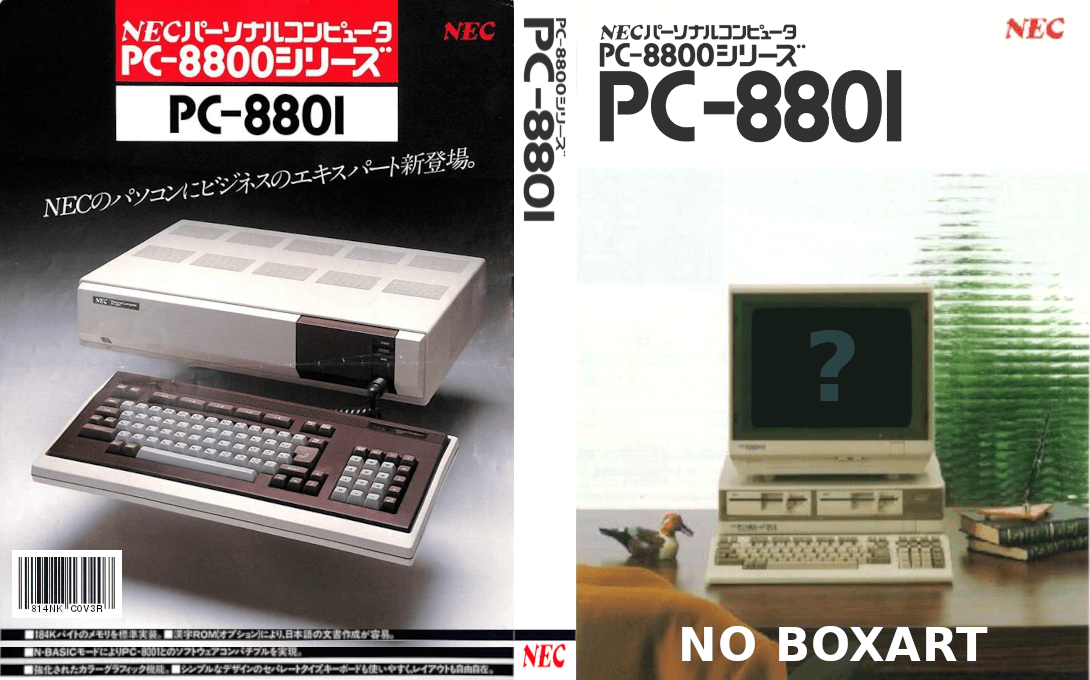 NECパーソナルコンピュータ
PC-8800シリーズ
PC-8801
NEC
NECのパソコンにビジネスのエキスパート新登場。
NEC
814NK C0V3R
■184Kバイトのメモリを標準実装。■漢字ROM(オプション)により、日本語の文書作成が容易。
■N-BASICモードによりPC-8001とのソフトウェアコンパチブルを実現。
■強化されたカラーグラフィック機能。■シンプルなデザインのセパレートタイプ。キーボードも使いやすく、レイアウトも自由自在。
PC-8800シリーズ
PC-8801
NEC
NECパーソナルコンピュータ
PC-8800シリーズ
PC-8801
NEC
?
NO BOXART